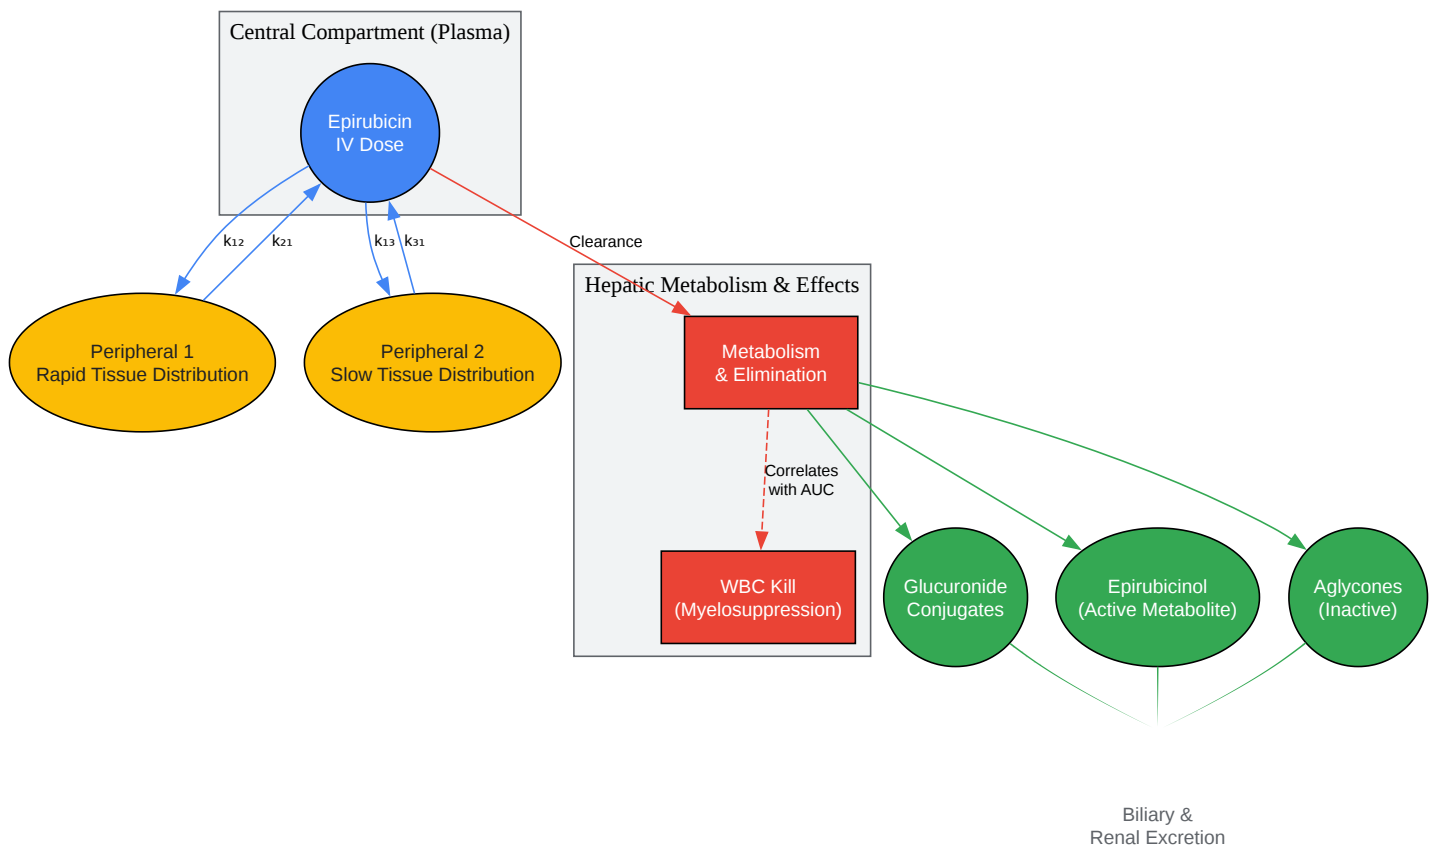 Central Compartment (Plasma)
Epirubicin
IV Dose
k₁₂
k₂₁
k₁₃
k₃₁
Clearance
Hepatic Metabolism & Effects
Peripheral 1
Rapid Tissue Distribution
Peripheral 2
Slow Tissue Distribution
Metabolism
& Elimination
Correlates
with AUC
WBC Kill
(Myelosuppression)
Glucuronide
Conjugates
Epirubicinol
(Active Metabolite)
Aglycones
(Inactive)
Biliary &
Renal Excretion